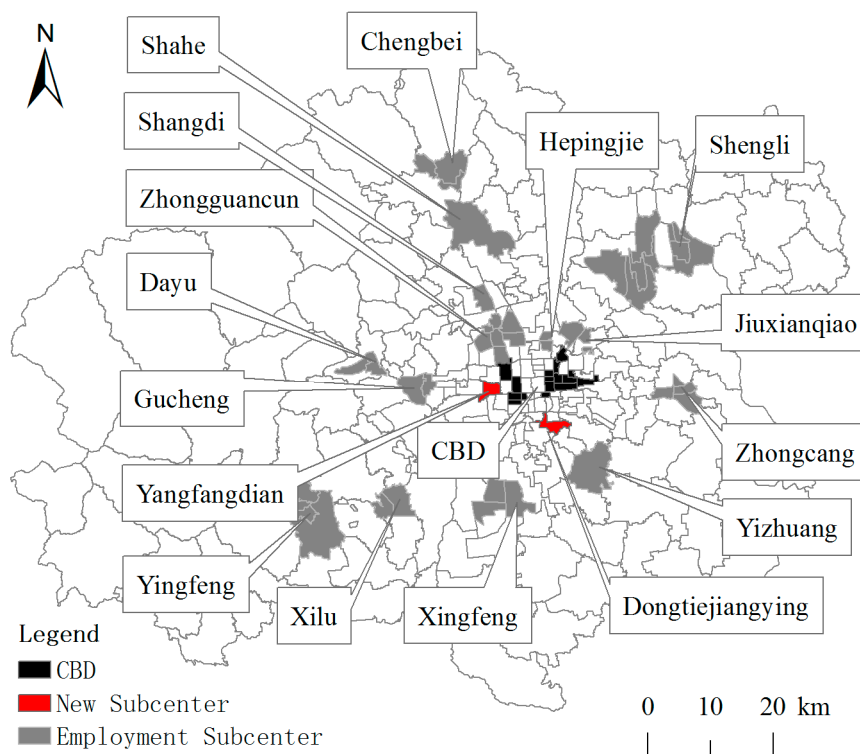 N
Shahe
Chengbei
Shangdi
Hepingjie
Shengli
Zhongguancun
Dayu
Jiuxianqiao
Gucheng
CBD
Zhongcang
Yangfangdian
Yizhuang
Yingfeng
Xilu
Xingfeng
Dongtiejiangying
Legend
CBD
New Subcenter
Employment Subcenter
0 10 20 km